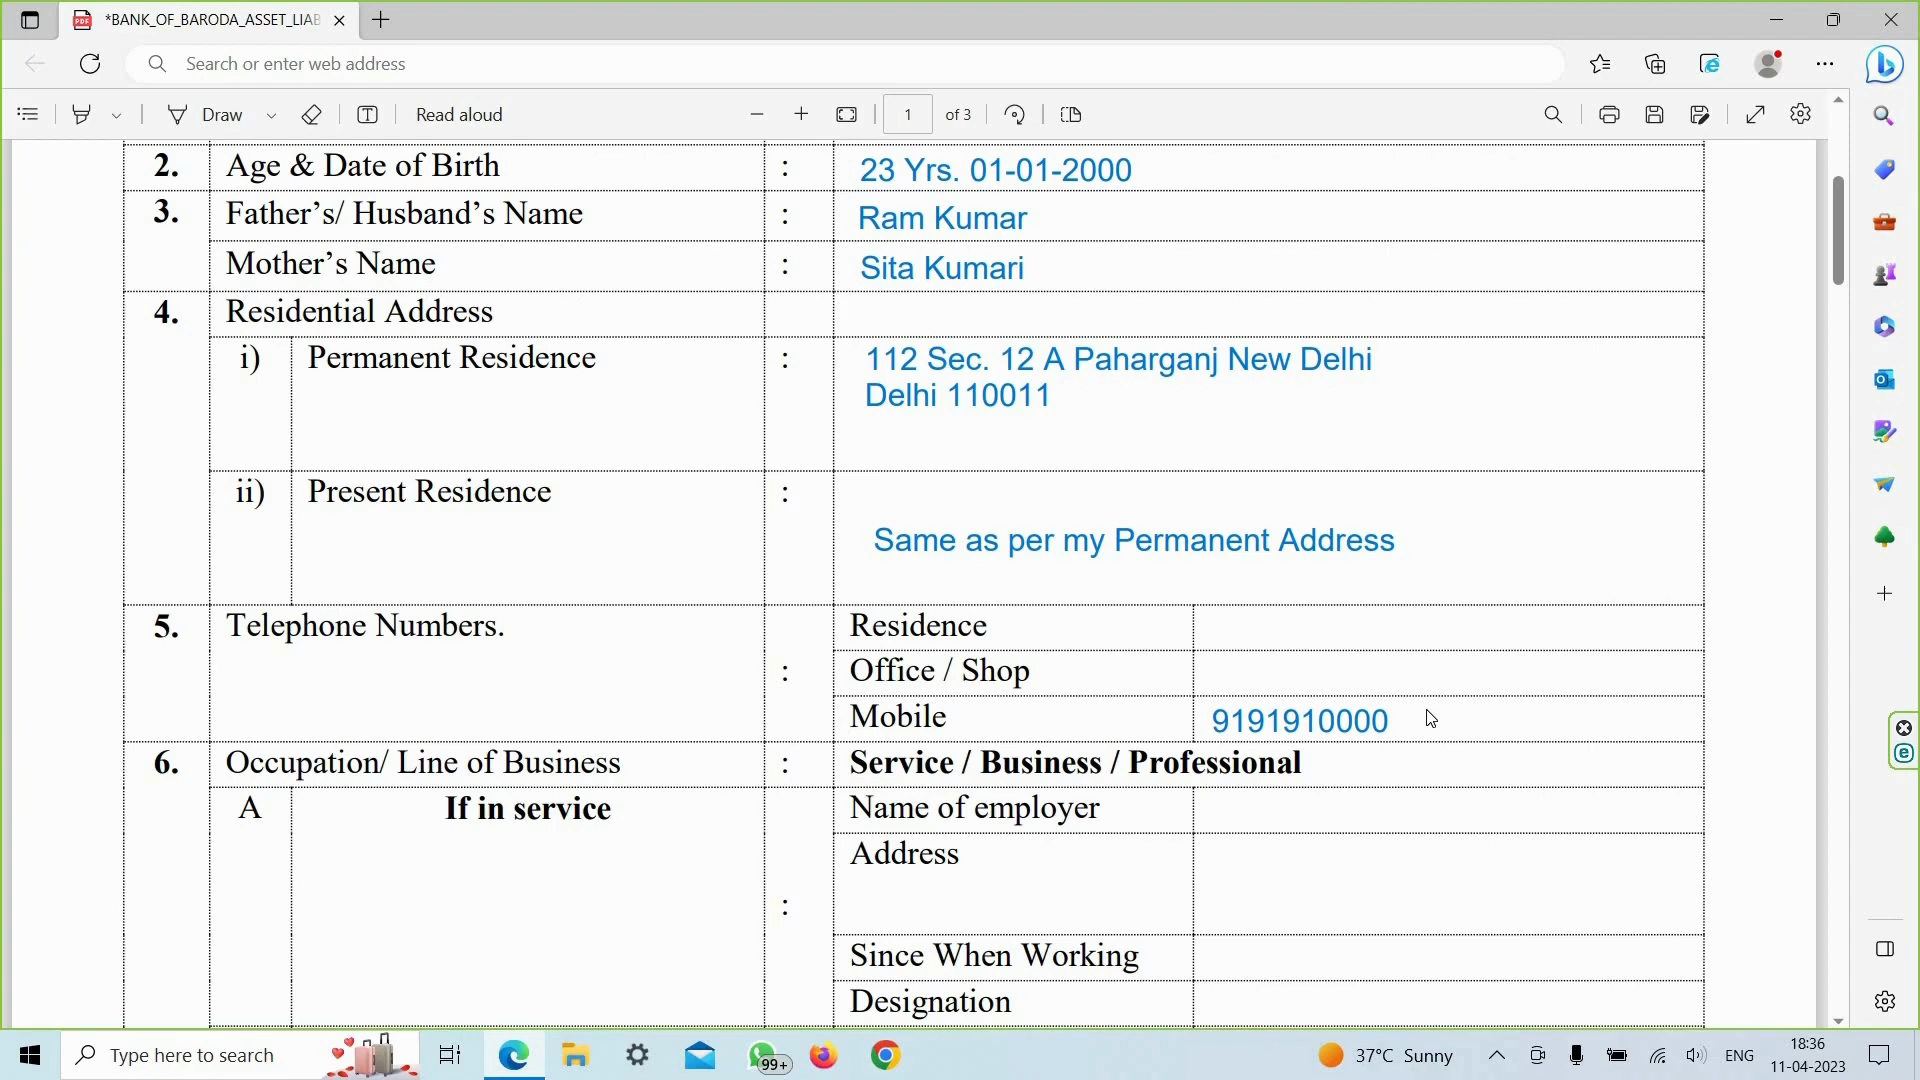 *BANK_OF_BARODA_ASSET_LIAB
Search or enter web address
Draw
Read aloud
1 of 3
2. Age & Date of Birth : 23 Yrs. 01-01-2000
3. Father's/ Husband's Name : Ram Kumar
Mother's Name : Sita Kumari
4. Residential Address
i) Permanent Residence : 112 Sec. 12 A Paharganj New Delhi
Delhi 110011
ii) Present Residence :
Same as per my Permanent Address
5. Telephone Numbers. Residence
: Office / Shop
Mobile 9191910000
6. Occupation/ Line of Business : Service / Business / Professional
A If in service Name of employer
Address
:
Since When Working
Designation
Type here to search
99+
37°C Sunny
ENG
18:36
11-04-2023